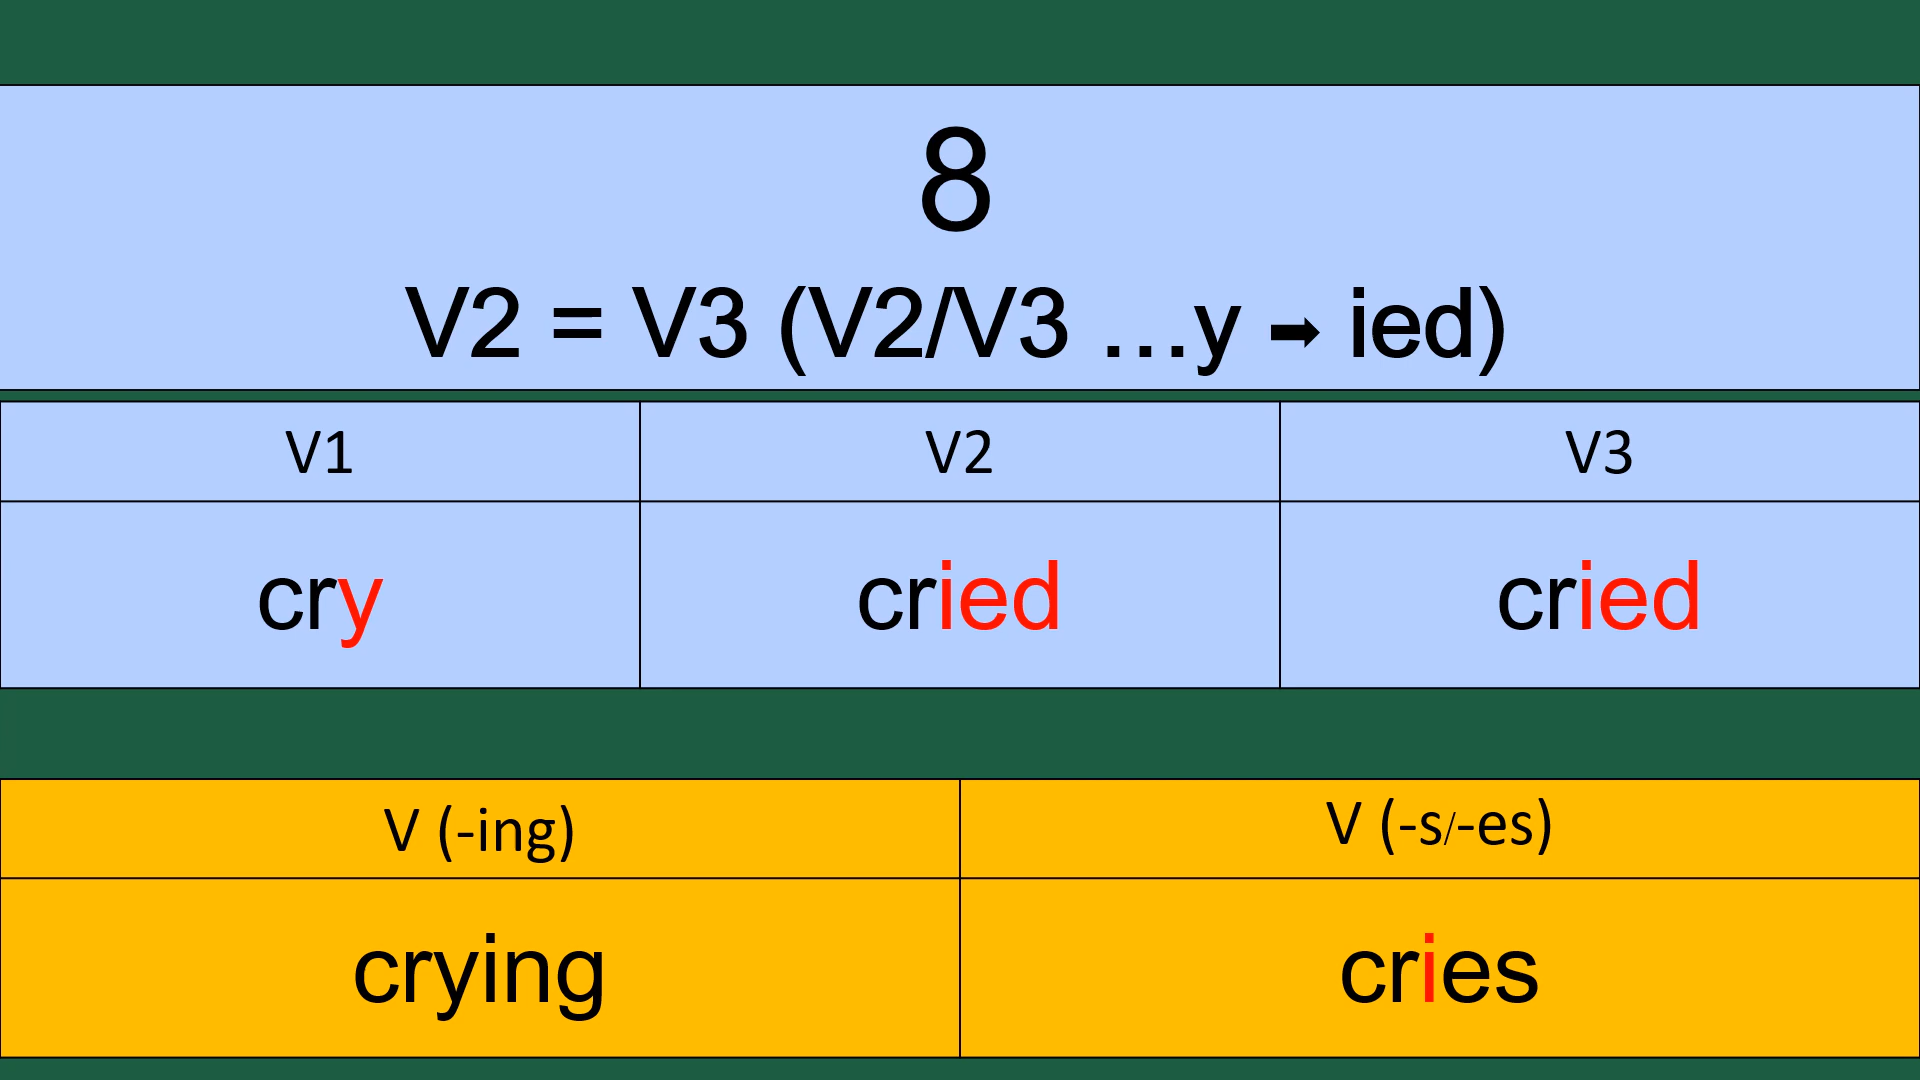 8
V2 = V3 (V2/V3 …y ➡ ied)
V1 V2 V3
cry cried cried
V (-ing) V (-s/-es)
crying cries